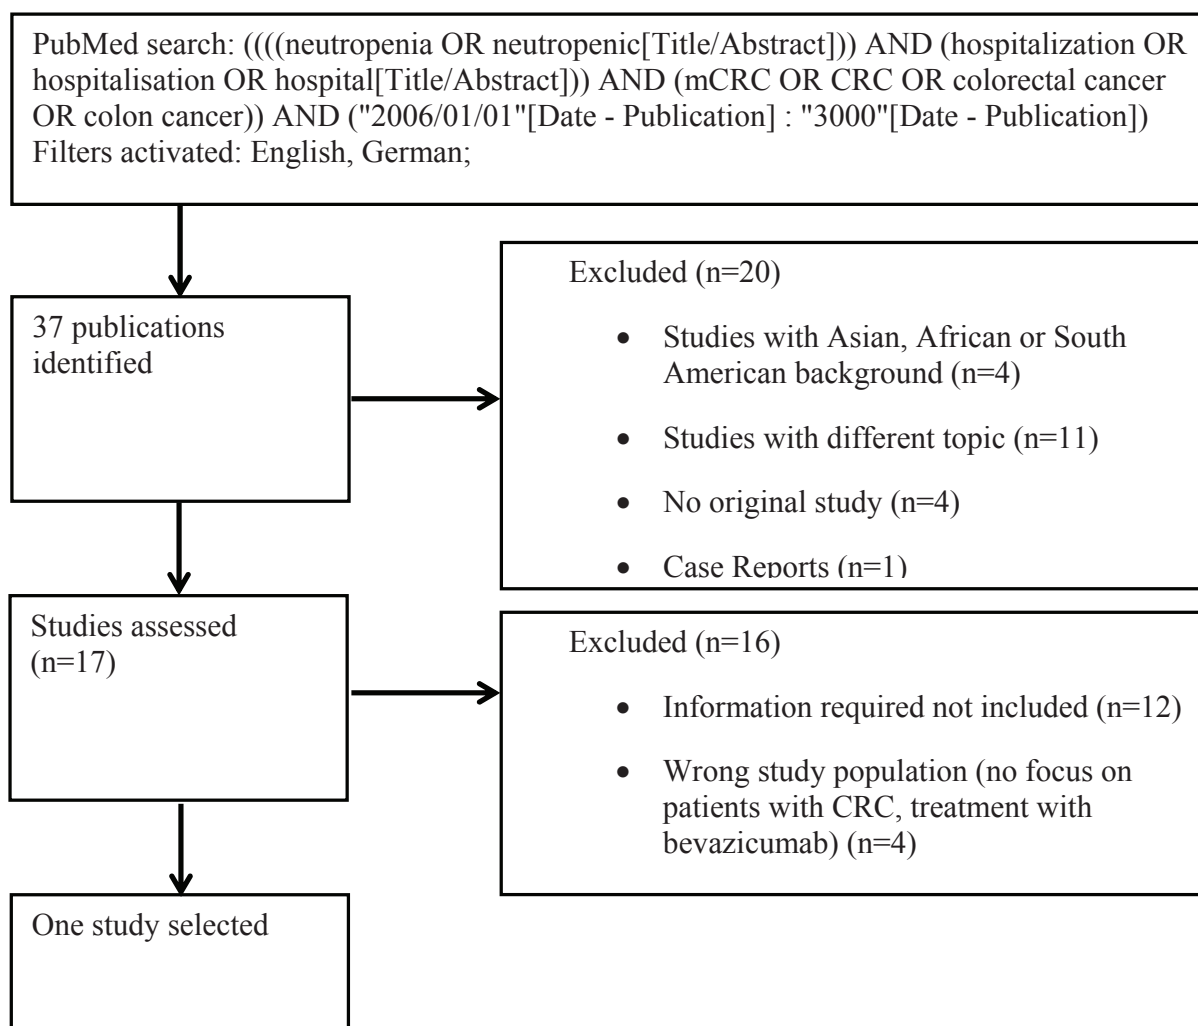 PubMed search: ((((neutropenia OR neutropenic[Title/Abstract])) AND (hospitalization OR
hospitalisation OR hospital[Title/Abstract])) AND (mCRC OR CRC OR colorectal cancer
OR colon cancer)) AND ("2006/01/01"[Date - Publication] : "3000"[Date - Publication])
Filters activated: English, German;
37 publications
identified
Excluded (n=20)
• Studies with Asian, African or South
American background (n=4)
• Studies with different topic (n=11)
• No original study (n=4)
• Case Reports (n=1)
Studies assessed
(n=17)
Excluded (n=16)
• Information required not included (n=12)
• Wrong study population (no focus on
patients with CRC, treatment with
bevazicumab) (n=4)
One study selected